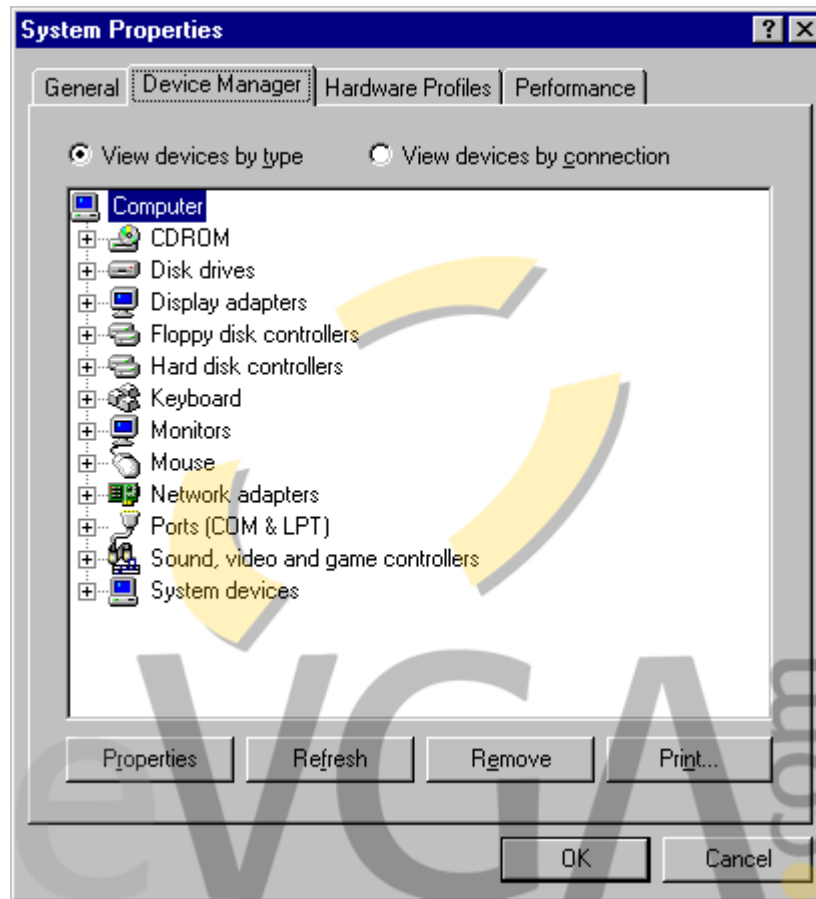 System Properties
General Device Manager Hardware Profiles Performance
View devices by type View devices by connection
Computer
CDROM
Disk drives
Display adapters
Floppy disk controllers
Hard disk controllers
Keyboard
Monitors
Mouse
Network adapters
Ports (COM & LPT)
Sound, video and game controllers
System devices
Properties Refresh Remove Print...
OK Cancel
eVGA.com